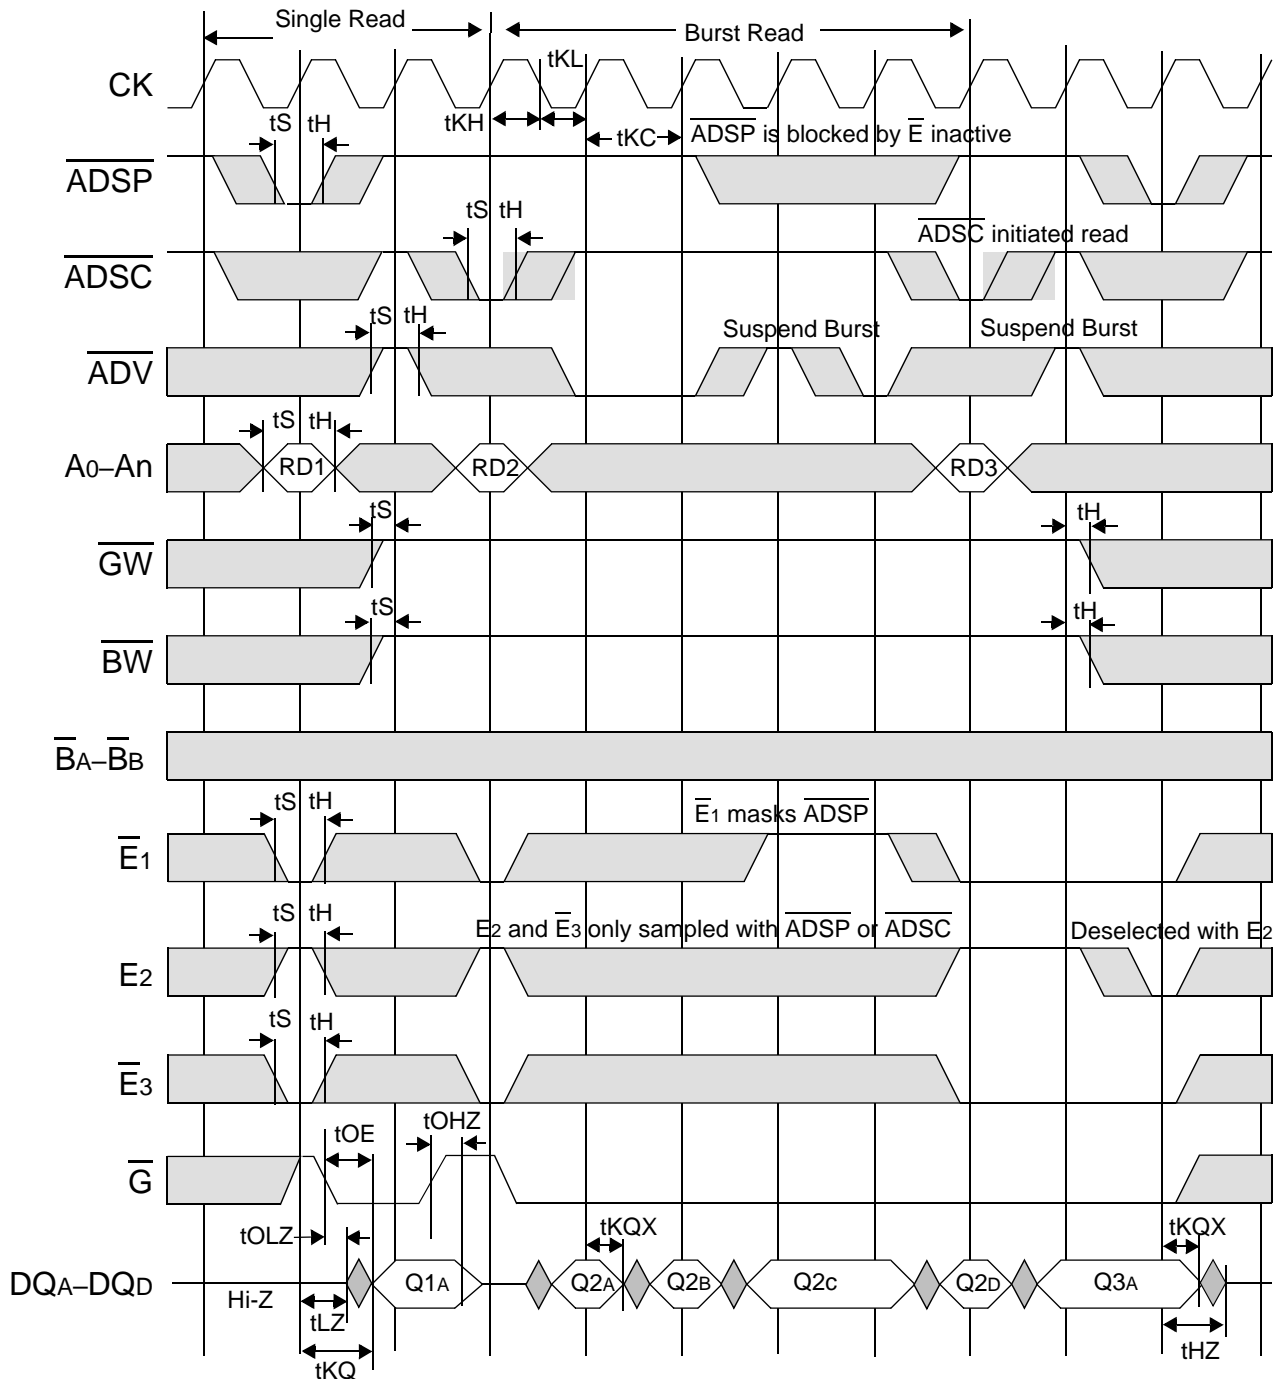 Single Read
Burst Read
CK
tKL
tS tH
tKH
tKC
ADSP is blocked by E inactive
ADSP
tS tH
ADSC initiated read
ADSC
tS tH
Suspend Burst
Suspend Burst
ADV
tS tH
A0–An
RD1
RD2
RD3
tS
tH
GW
tS
tH
BW
BA–BB
tS tH
E1 masks ADSP
E1
tS tH
E2 and E3 only sampled with ADSP or ADSC
Deselected with E2
E2
tS tH
E3
tOHZ
tOE
G
tOLZ
tKQX
tKQX
DQA–DQD
Q1A
Q2A
Q2B
Q2C
Q2D
Q3A
Hi-Z
tLZ
tHZ
tKQ